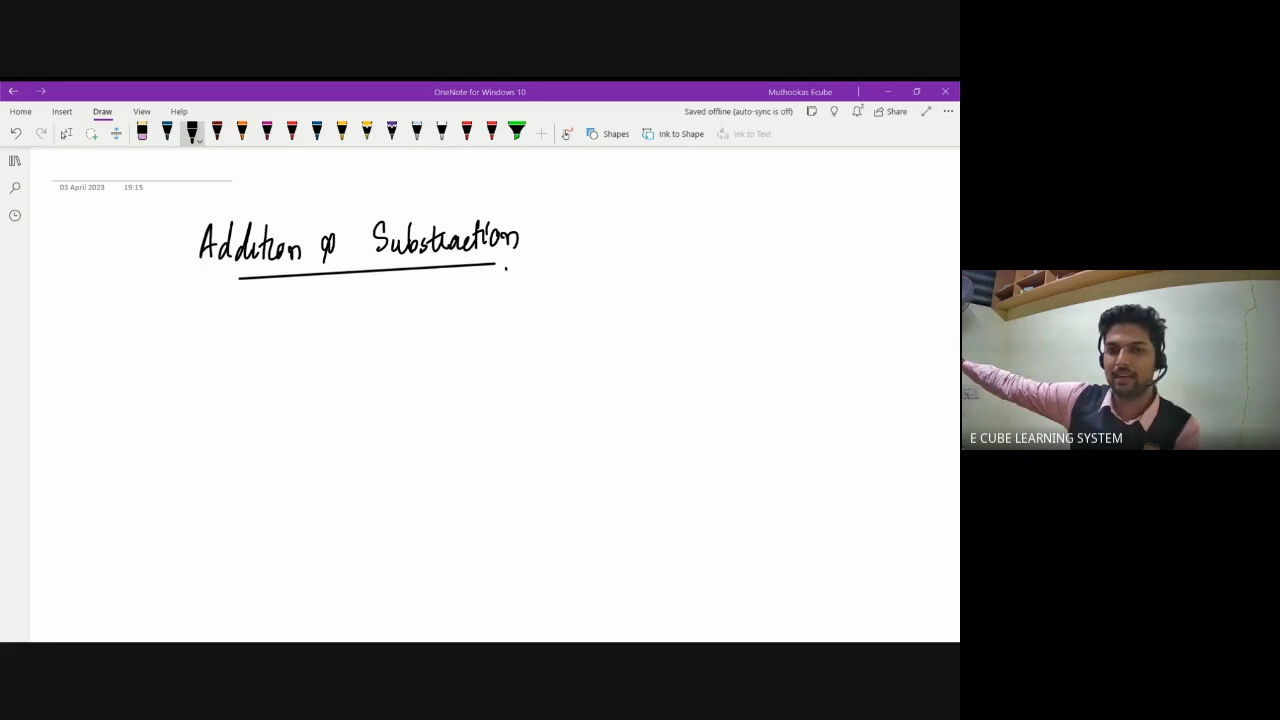 OneNote for Windows 10
Muthookas Ecube
Home Insert Draw View Help
Saved offline (auto-sync is off)
Share
Shapes
Ink to Shape
Ink to Text
03 April 2023 19:15
Addition & Substraction
E CUBE LEARNING SYSTEM